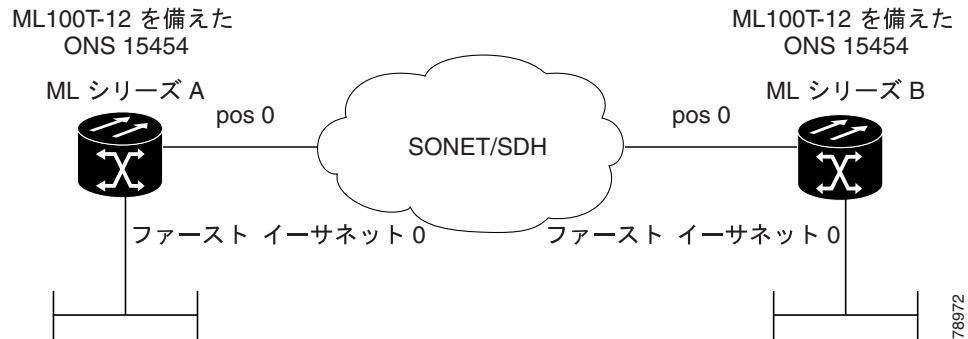 ML100T-12 を備えた
ONS 15454
ML シリーズ A
pos 0
SONET/SDH
ML100T-12 を備えた
ONS 15454
ML シリーズ B
pos 0
ファースト イーサネット 0
ファースト イーサネット 0
78972